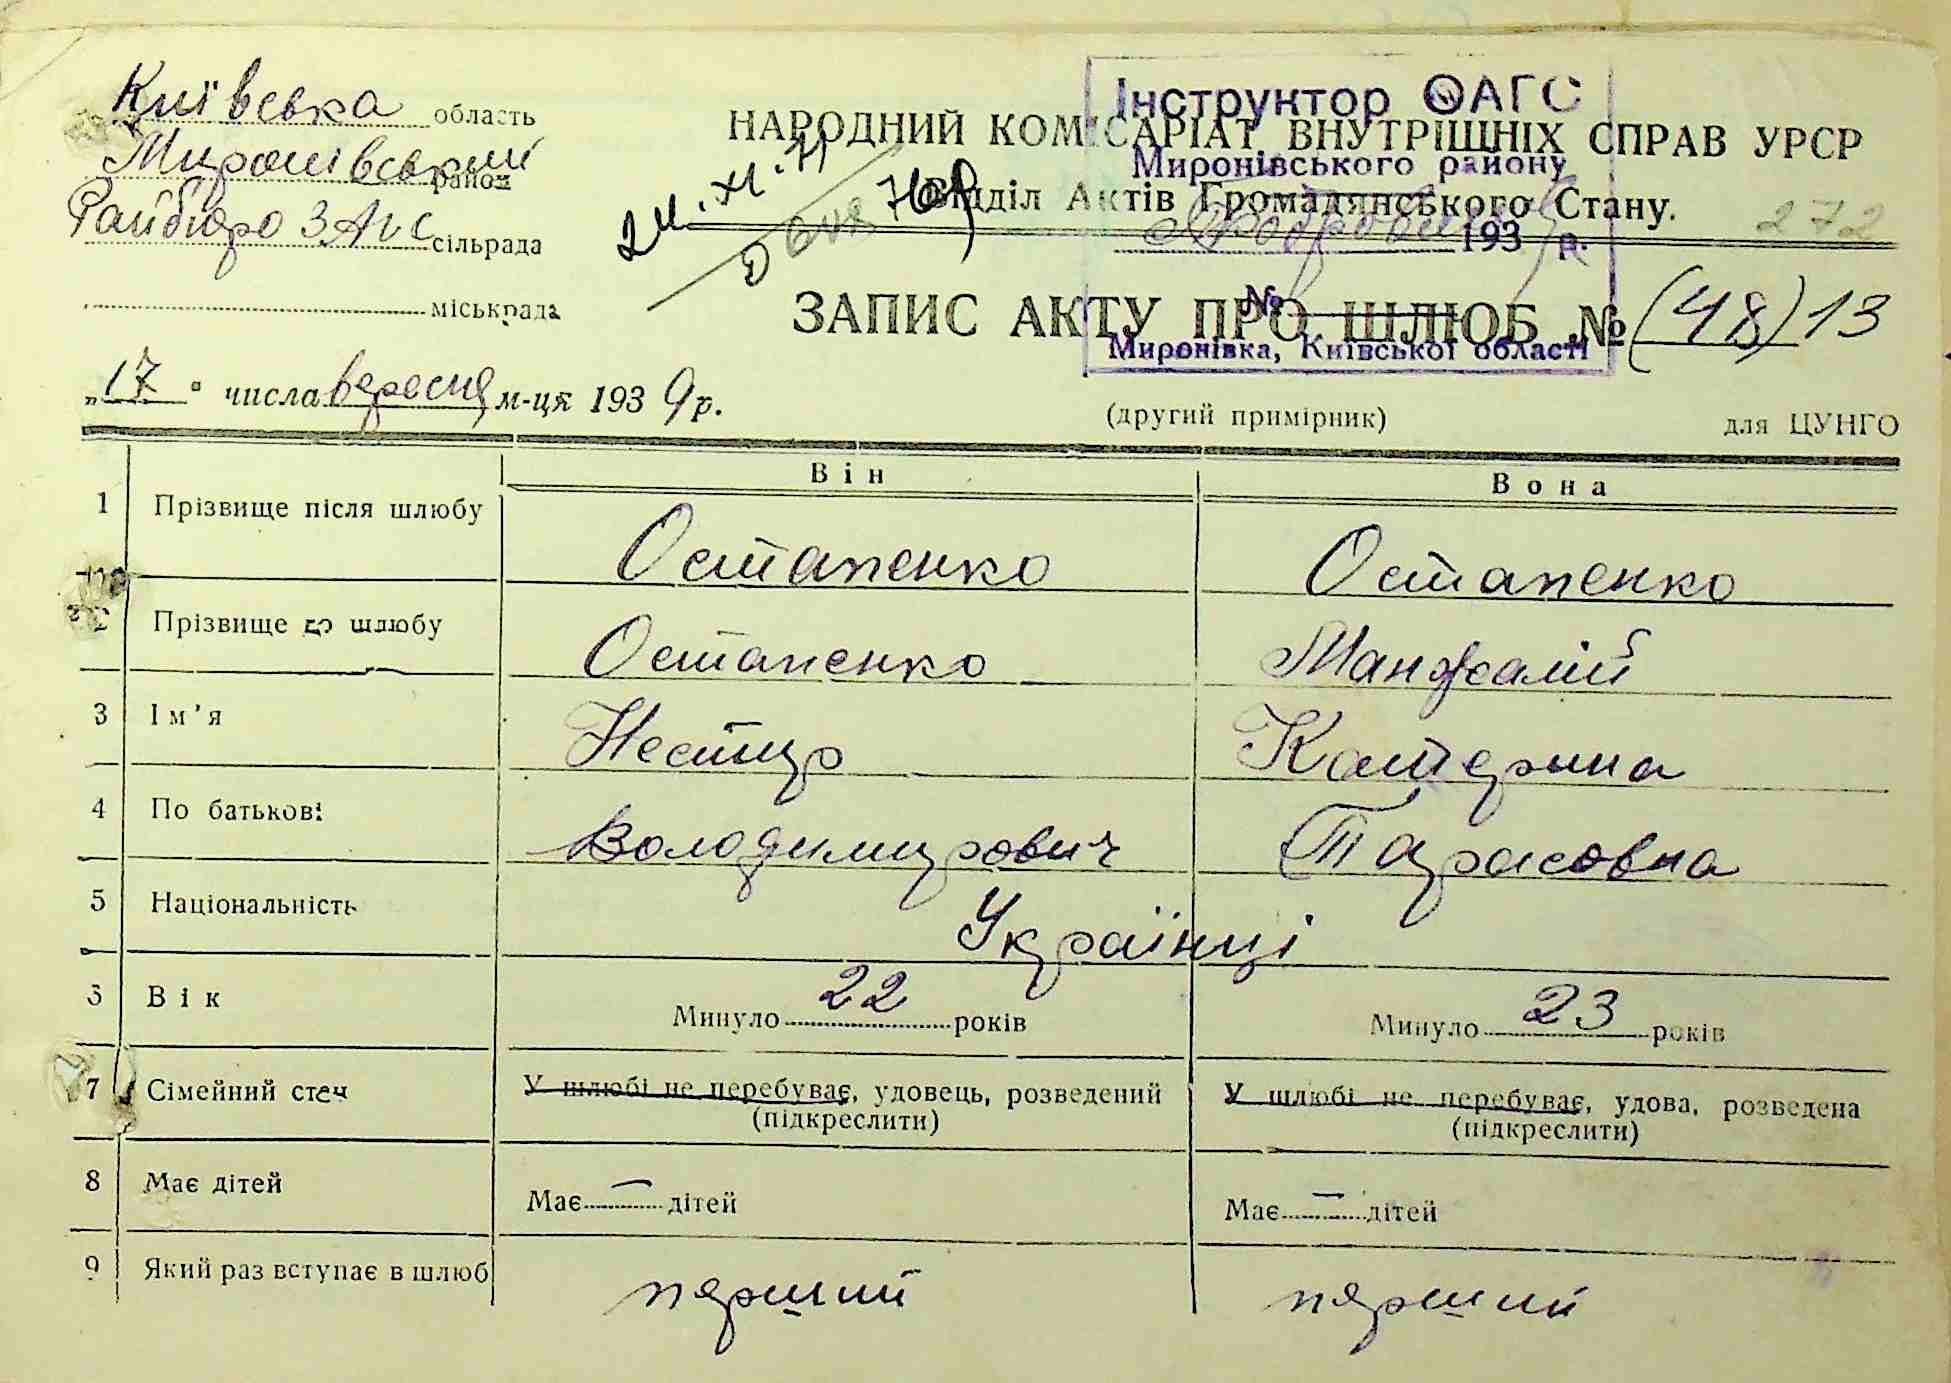 Київська область
Миронівський район
Райбюро ЗАГС сільрада
міськрада
НАРОДНИЙ КОМІСАРІАТ ВНУТРІШНІХ СПРАВ УРСР
Відділ Актів Громадянського Стану.
Інструктор ОАГС
Миронівського району
193 р.
№
Миронівка, Київської області
272
ЗАПИС АКТУ ПРО ШЛЮБ № (48) 13
„17" числа вересня м-ця 1939 р.
(другий примірник)
для ЦУНГО
Він Вона
1 Прізвище після шлюбу Остапенко Остапенко
2 Прізвище до шлюбу Остапенко Манжалій
3 Ім'я Нестир Катерина
4 По батькові Володимирович Тарасовна
5 Національність Українці
6 Вік Минуло 22 років Минуло 23 років
7 Сімейний стан У шлюбі не перебуває, удовець, розведений У шлюбі не перебуває, удова, розведена
(підкреслити) (підкреслити)
8 Має дітей Має — дітей Має — дітей
9 Який раз вступає в шлюб перший перший